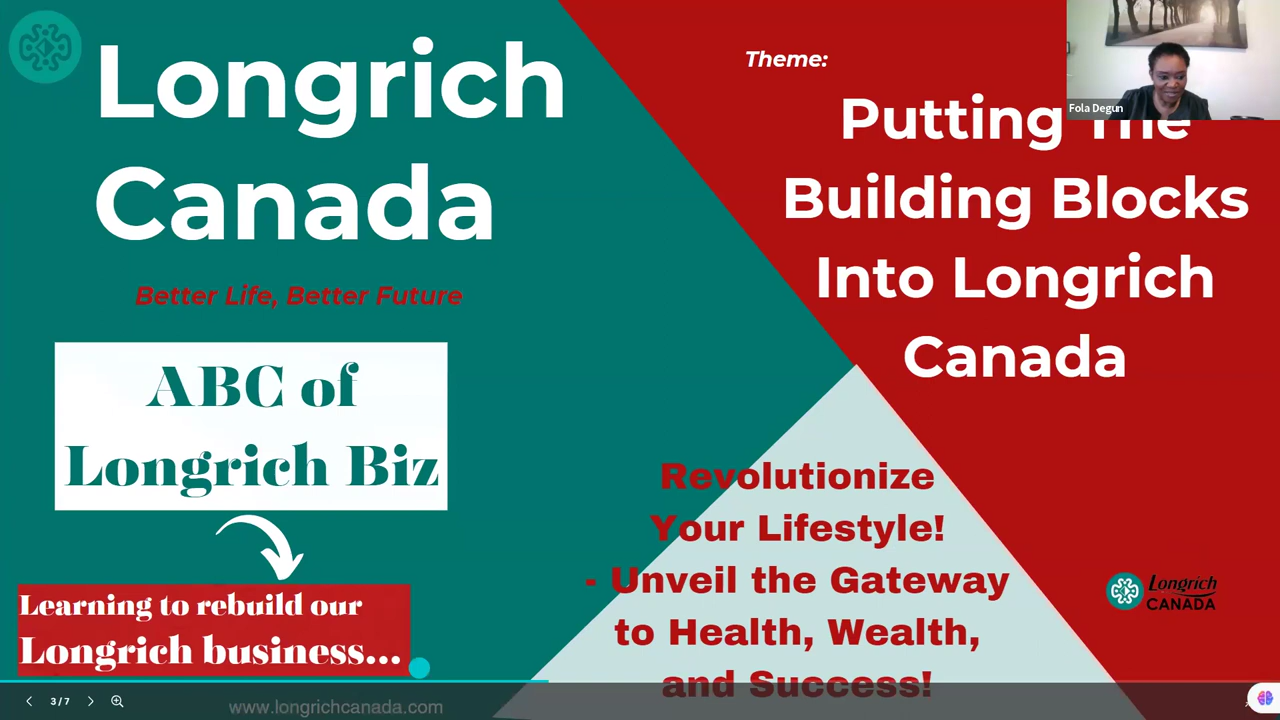 Longrich
Canada
Better Life, Better Future
ABC of
Longrich Biz
Learning to rebuild our
Longrich business...
Theme:
Putting The
Building Blocks
Into Longrich
Canada
Fola Degun
Revolutionize
Your Lifestyle!
- Unveil the Gateway
to Health, Wealth,
and Success!
Longrich
CANADA
3/7
www.longrichcanada.com